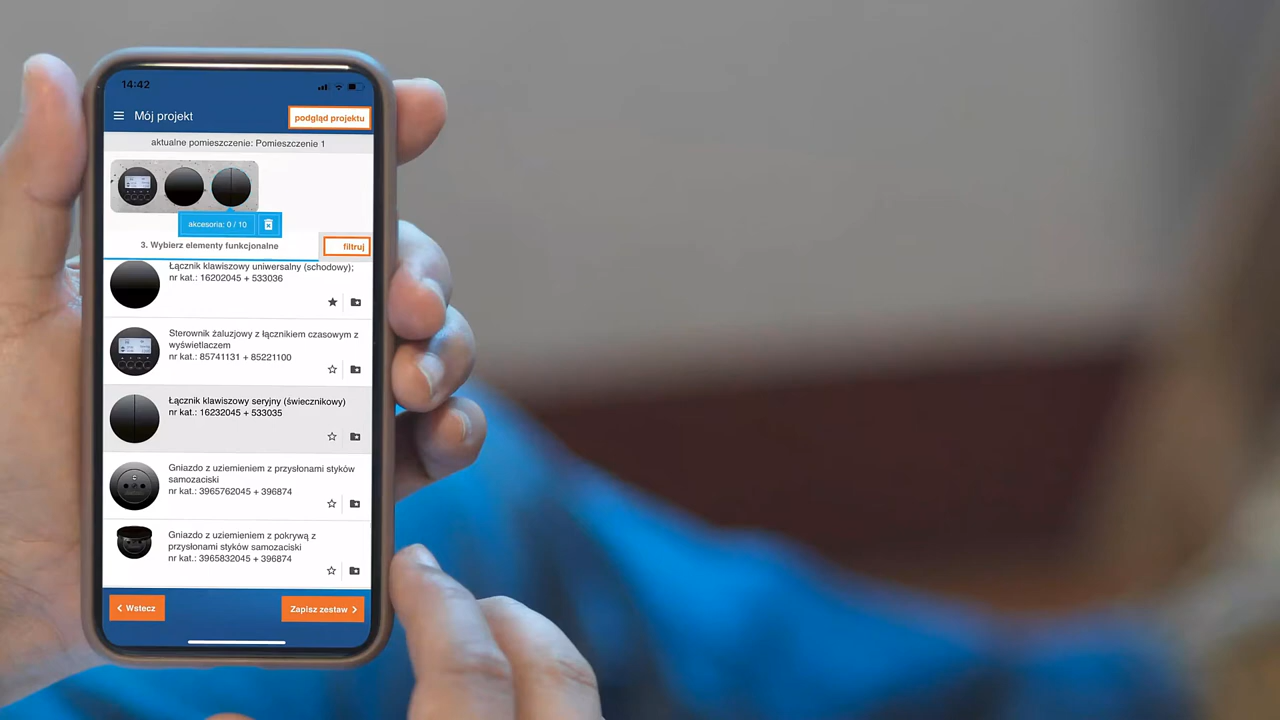 14:42
Mój projekt
podgląd projektu
aktualne pomieszczenie: Pomieszczenie 1
akcesoria: 0 / 10
3. Wybierz elementy funkcjonalne
filtruj
Łącznik klawiszowy uniwersalny (schodowy);
nr kat.: 16202045 + 533036
Sterownik żaluzjowy z łącznikiem czasowym z
wyświetlaczem
nr kat.: 85741131 + 85221100
Łącznik klawiszowy seryjny (świecznikowy)
nr kat.: 16232045 + 533035
Gniazdo z uziemieniem z przysłonami styków
samozaciski
nr kat.: 3965762045 + 396874
Gniazdo z uziemieniem z pokrywą z
przysłonami styków samozaciski
nr kat.: 3965832045 + 396874
Wstecz
Zapisz zestaw